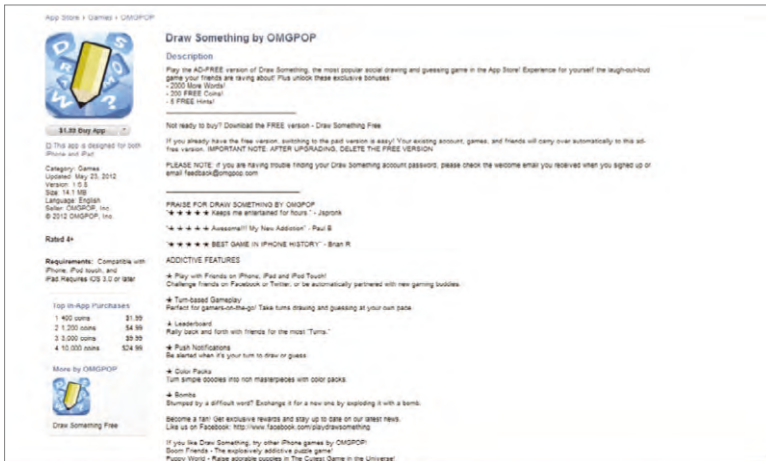 App Store › Games › OMGPOP
Draw Something by OMGPOP
Description
Play the AD-FREE version of Draw Something, the most popular social drawing and guessing game in the App Store! Experience for yourself the laugh-out-loud
game your friends are raving about! Plus unlock these exclusive bonuses:
- 2000 More Words!
- 200 FREE Coins!
- 8 FREE Hints!
Not ready to buy? Download the FREE version - Draw Something Free
If you already have the free version, switching to the paid version is easy! Your existing account, games, and friends will carry over automatically to this ad-
free version. IMPORTANT NOTE: AFTER UPGRADING, DELETE THE FREE VERSION
PLEASE NOTE: if you are having trouble finding your Draw Something account password, please check the welcome email you received when you signed up or
email feedback@omgpop.com
PRAISE FOR DRAW SOMETHING BY OMGPOP
"★ ★ ★ ★ ★ Keeps me entertained for hours." - Jspronk
"★ ★ ★ ★ ★ Awesome!!! My New Addiction" - Paul B
"★ ★ ★ ★ ★ BEST GAME IN IPHONE HISTORY" - Brian R
ADDICTIVE FEATURES
★ Play with Friends on iPhone, iPad and iPod Touch!
Challenge friends on Facebook or Twitter, or be automatically partnered with new gaming buddies.
★ Turn-based Gameplay
Perfect for gamers-on-the-go! Take turns drawing and guessing at your own pace.
★ Leaderboard
Rally back and forth with friends for the most "Turns."
★ Push Notifications
Be alerted when it's your turn to draw or guess.
★ Color Packs
Turn simple doodles into rich masterpieces with color packs.
★ Bombs
Stumped by a difficult word? Exchange it for a new one by exploding it with a bomb.
Become a fan! Get exclusive rewards and stay up to date on our latest news.
Like us on Facebook: http://www.facebook.com/playdrawsomething
If you like Draw Something, try other iPhone games by OMGPOP!
Boom Friends - The explosively addictive puzzle game!
Puppy World - Raise adorable puppies in The Cutest Game in the Universe!
D
S
R
O
A
W
?
$1.99 Buy App
This app is designed for both
iPhone and iPad
Category: Games
Updated: May 23, 2012
Version: 1.5.5
Size: 14.1 MB
Language: English
Seller: OMGPOP, Inc.
© 2012 OMGPOP, Inc.
Rated 4+
Requirements: Compatible with
iPhone, iPod touch, and
iPad.Requires iOS 3.0 or later
Top In-App Purchases
1 400 coins $1.99
2 1,200 coins $4.99
3 3,000 coins $9.99
4 10,000 coins $24.99
More by OMGPOP
Draw Something Free